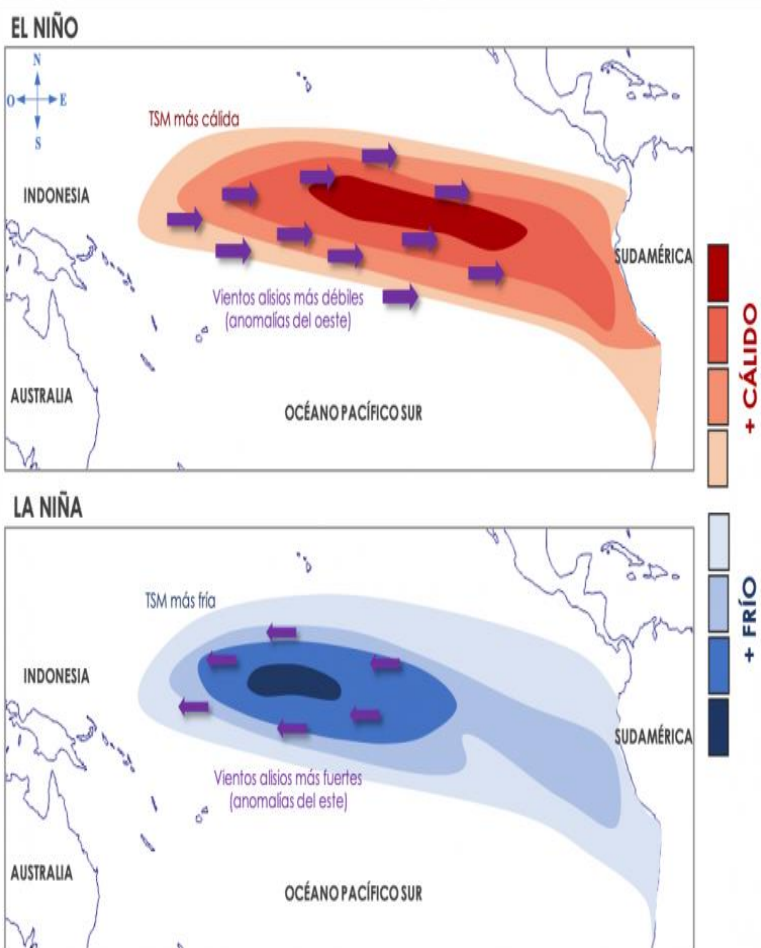 EL NIÑO
N
O E
S
TSM más cálida
INDONESIA
SUDAMÉRICA
Vientos alisios más débiles
(anomalías del oeste)
AUSTRALIA
OCÉANO PACÍFICO SUR
+ CÁLIDO
LA NIÑA
TSM más fría
INDONESIA
SUDAMÉRICA
Vientos alisios más fuertes
(anomalías del este)
AUSTRALIA
OCÉANO PACÍFICO SUR
+ FRÍO